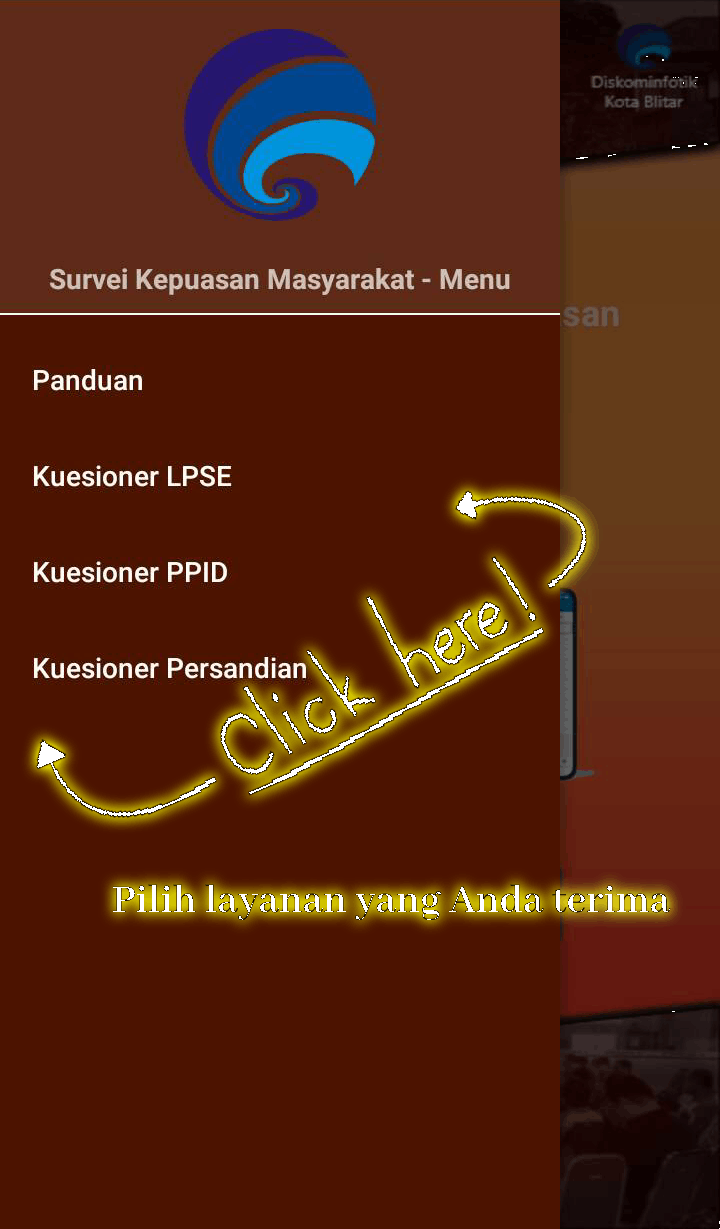 Diskominfotik
Kota Blitar
Survei Kepuasan Masyarakat - Menu
san
Panduan
Kuesioner LPSE
Kuesioner PPID
Kuesioner Persandian
Click here!
Pilih layanan yang Anda terima